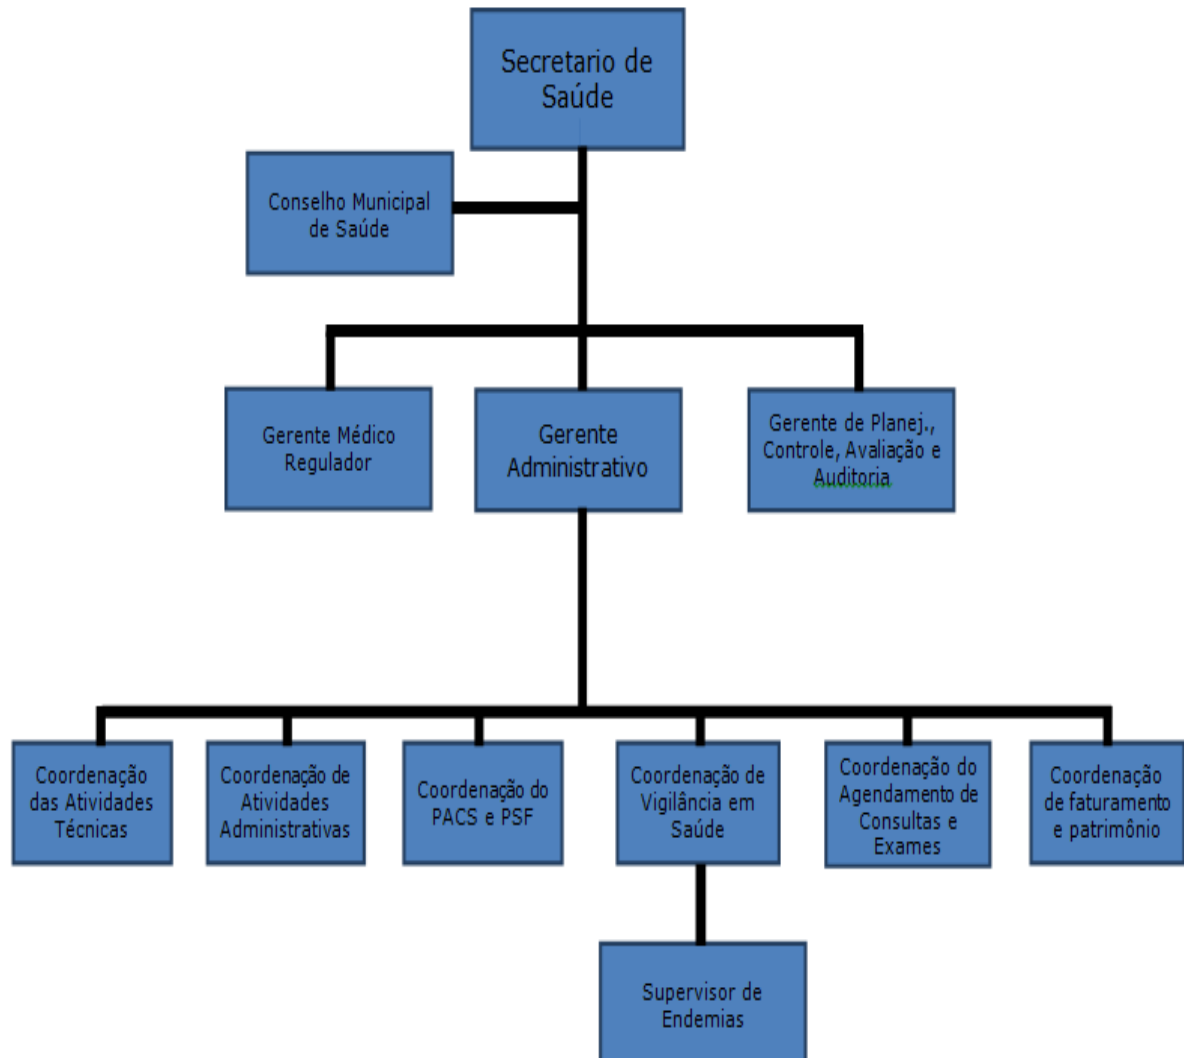 Secretario de
Saúde
Conselho Municipal
de Saúde
Gerente Médico
Regulador
Gerente
Administrativo
Gerente de Planej.,
Controle, Avaliação e
Auditoria
Coordenação
das Atividades
Técnicas
Coordenação de
Atividades
Administrativas
Coordenação do
PACS e PSF
Coordenação de
Vigilância em
Saúde
Coordenação do
Agendamento de
Consultas e
Exames
Coordenação
de faturamento
e patrimônio
Supervisor de
Endemias